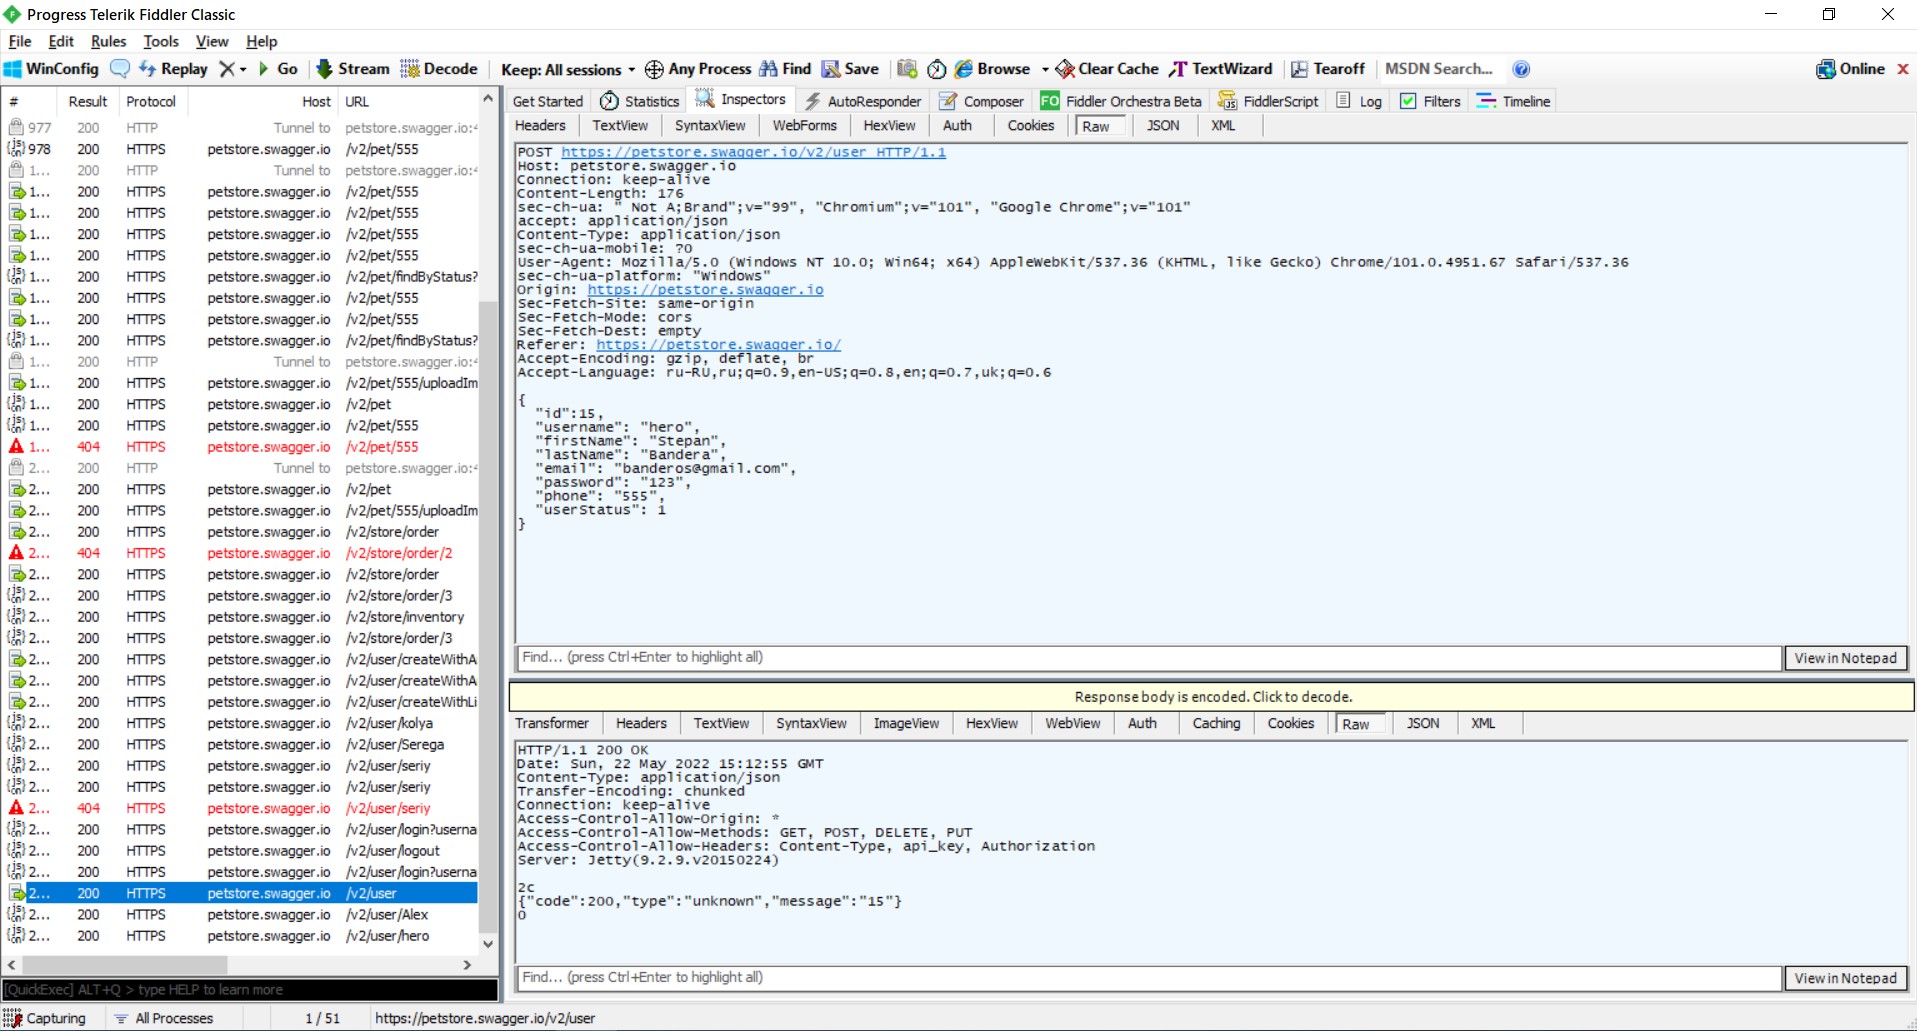 Progress Telerik Fiddler Classic
File Edit Rules Tools View Help
WinConfig Replay Go Stream Decode Keep: All sessions Any Process Find Save Browse Clear Cache TextWizard Tearoff MSDN Search... Online
# Result Protocol Host URL
977 200 HTTP Tunnel to petstore.swagger.io:4
978 200 HTTPS petstore.swagger.io /v2/pet/555
1... 200 HTTP Tunnel to petstore.swagger.io:4
1... 200 HTTPS petstore.swagger.io /v2/pet/555
1... 200 HTTPS petstore.swagger.io /v2/pet/555
1... 200 HTTPS petstore.swagger.io /v2/pet/555
1... 200 HTTPS petstore.swagger.io /v2/pet/555
1... 200 HTTPS petstore.swagger.io /v2/pet/findByStatus?
1... 200 HTTPS petstore.swagger.io /v2/pet/555
1... 200 HTTPS petstore.swagger.io /v2/pet/555
1... 200 HTTPS petstore.swagger.io /v2/pet/findByStatus?
1... 200 HTTP Tunnel to petstore.swagger.io:4
1... 200 HTTPS petstore.swagger.io /v2/pet/555/uploadIm
1... 200 HTTPS petstore.swagger.io /v2/pet
1... 200 HTTPS petstore.swagger.io /v2/pet/555
1... 404 HTTPS petstore.swagger.io /v2/pet/555
2... 200 HTTP Tunnel to petstore.swagger.io:4
2... 200 HTTPS petstore.swagger.io /v2/pet
2... 200 HTTPS petstore.swagger.io /v2/pet/555/uploadIm
2... 200 HTTPS petstore.swagger.io /v2/store/order
2... 404 HTTPS petstore.swagger.io /v2/store/order/2
2... 200 HTTPS petstore.swagger.io /v2/store/order
2... 200 HTTPS petstore.swagger.io /v2/store/order/3
2... 200 HTTPS petstore.swagger.io /v2/store/inventory
2... 200 HTTPS petstore.swagger.io /v2/store/order/3
2... 200 HTTPS petstore.swagger.io /v2/user/createWithA
2... 200 HTTPS petstore.swagger.io /v2/user/createWithA
2... 200 HTTPS petstore.swagger.io /v2/user/createWithLi
2... 200 HTTPS petstore.swagger.io /v2/user/kolya
2... 200 HTTPS petstore.swagger.io /v2/user/Serega
2... 200 HTTPS petstore.swagger.io /v2/user/seriy
2... 200 HTTPS petstore.swagger.io /v2/user/seriy
2... 404 HTTPS petstore.swagger.io /v2/user/seriy
2... 200 HTTPS petstore.swagger.io /v2/user/login?userna
2... 200 HTTPS petstore.swagger.io /v2/user/logout
2... 200 HTTPS petstore.swagger.io /v2/user/login?userna
2... 200 HTTPS petstore.swagger.io /v2/user
2... 200 HTTPS petstore.swagger.io /v2/user/Alex
2... 200 HTTPS petstore.swagger.io /v2/user/hero
[QuickExec] ALT+Q > type HELP to learn more
Get Started Statistics Inspectors AutoResponder Composer FO Fiddler Orchestra Beta FiddlerScript Log Filters Timeline
Headers TextView SyntaxView WebForms HexView Auth Cookies Raw JSON XML
POST https://petstore.swagger.io/v2/user HTTP/1.1
Host: petstore.swagger.io
Connection: keep-alive
Content-Length: 176
sec-ch-ua: " Not A;Brand";v="99", "Chromium";v="101", "Google Chrome";v="101"
accept: application/json
Content-Type: application/json
sec-ch-ua-mobile: ?0
User-Agent: Mozilla/5.0 (Windows NT 10.0; Win64; x64) AppleWebKit/537.36 (KHTML, like Gecko) Chrome/101.0.4951.67 Safari/537.36
sec-ch-ua-platform: "Windows"
Origin: https://petstore.swagger.io
Sec-Fetch-Site: same-origin
Sec-Fetch-Mode: cors
Sec-Fetch-Dest: empty
Referer: https://petstore.swagger.io/
Accept-Encoding: gzip, deflate, br
Accept-Language: ru-RU,ru;q=0.9,en-US;q=0.8,en;q=0.7,uk;q=0.6
{
"id":15,
"username": "hero",
"firstName": "Stepan",
"lastName": "Bandera",
"email": "banderos@gmail.com",
"password": "123",
"phone": "555",
"userStatus": 1
}
Find... (press Ctrl+Enter to highlight all) View in Notepad
Response body is encoded. Click to decode.
Transformer Headers TextView SyntaxView ImageView HexView WebView Auth Caching Cookies Raw JSON XML
HTTP/1.1 200 OK
Date: Sun, 22 May 2022 15:12:55 GMT
Content-Type: application/json
Transfer-Encoding: chunked
Connection: keep-alive
Access-Control-Allow-Origin: *
Access-Control-Allow-Methods: GET, POST, DELETE, PUT
Access-Control-Allow-Headers: Content-Type, api_key, Authorization
Server: Jetty(9.2.9.v20150224)
2c
{"code":200,"type":"unknown","message":"15"}
0
Find... (press Ctrl+Enter to highlight all) View in Notepad
Capturing All Processes 1 / 51 https://petstore.swagger.io/v2/user